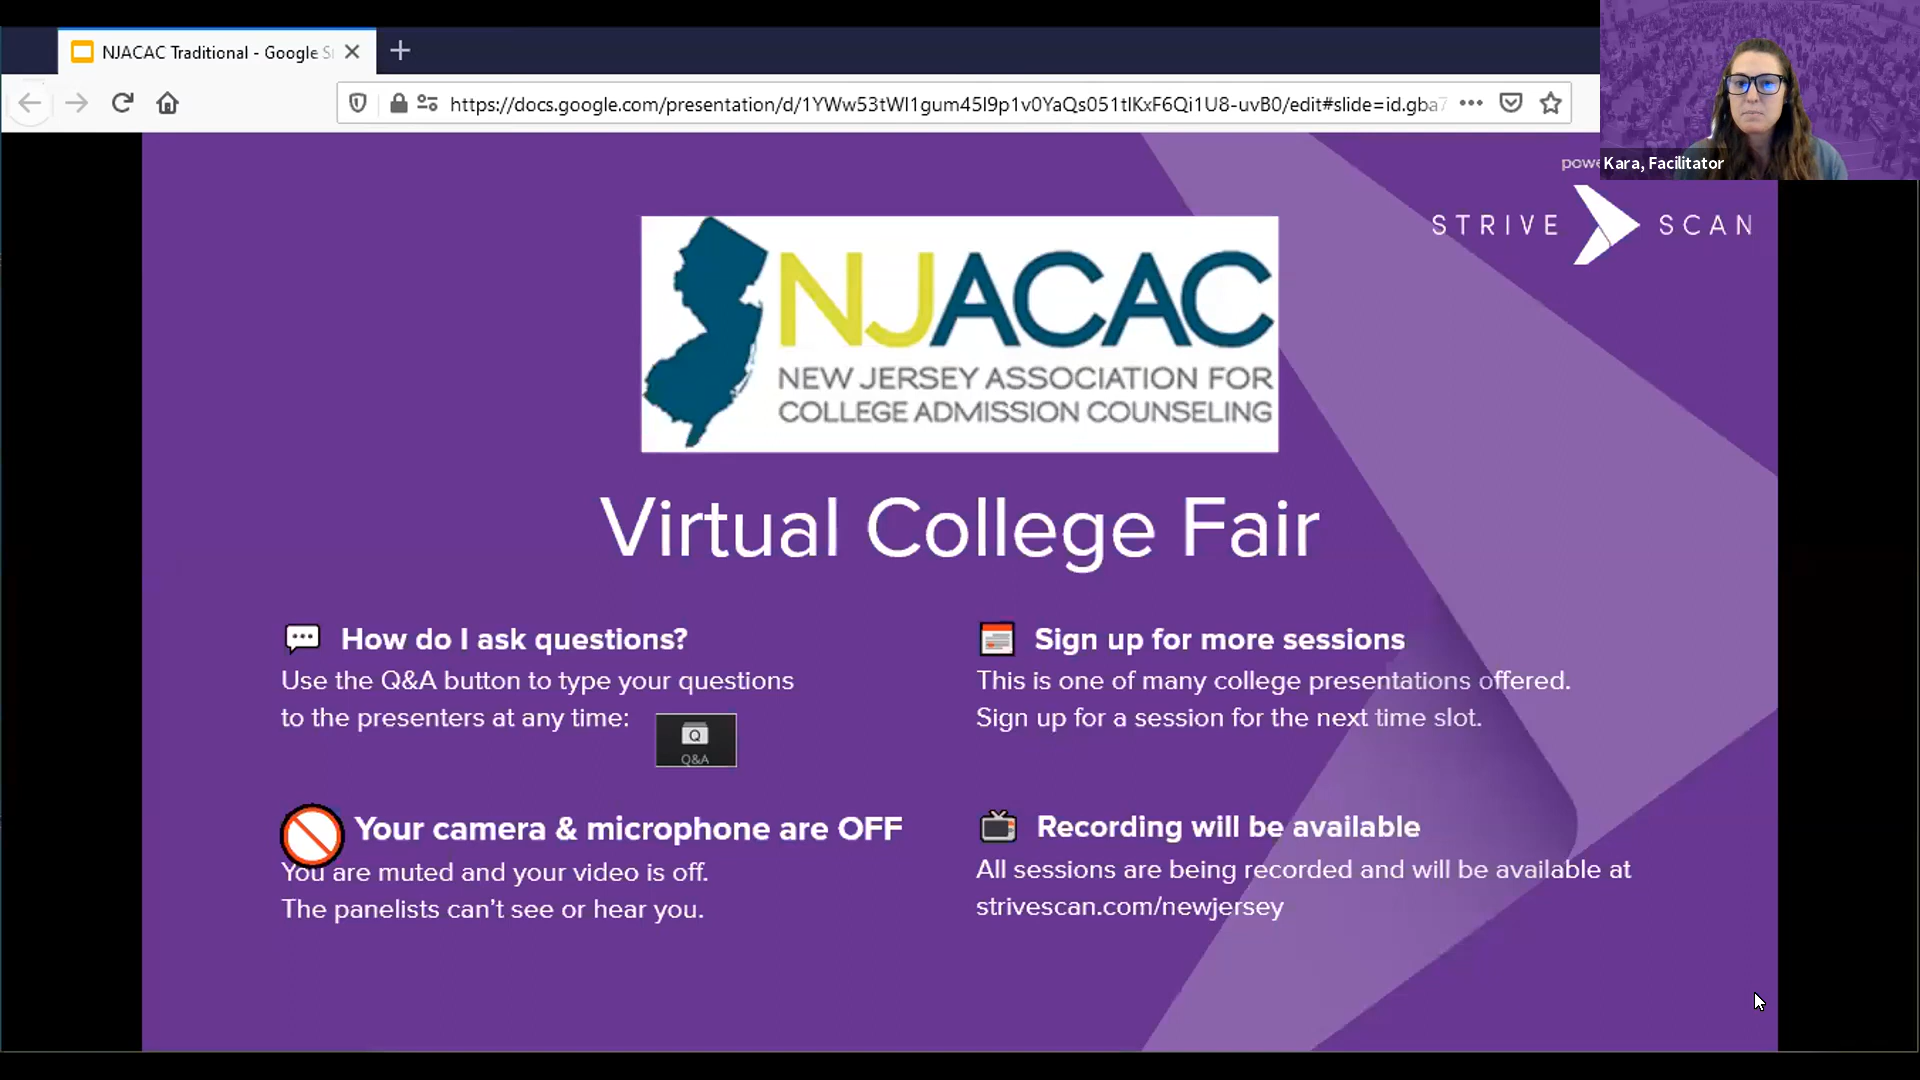 NJACAC Traditional - Google S
https://docs.google.com/presentation/d/1YWw53tWI1gum45I9p1v0YaQs051tIKxF6Qi1U8-uvB0/edit#slide=id.gba7
Kara, Facilitator
powe
STRIVE SCAN
NJACAC
NEW JERSEY ASSOCIATION FOR
COLLEGE ADMISSION COUNSELING
Virtual College Fair
How do I ask questions?
Use the Q&A button to type your questions
to the presenters at any time:
Q
Q&A
Sign up for more sessions
This is one of many college presentations offered.
Sign up for a session for the next time slot.
Your camera & microphone are OFF
You are muted and your video is off.
The panelists can't see or hear you.
Recording will be available
All sessions are being recorded and will be available at
strivescan.com/newjersey